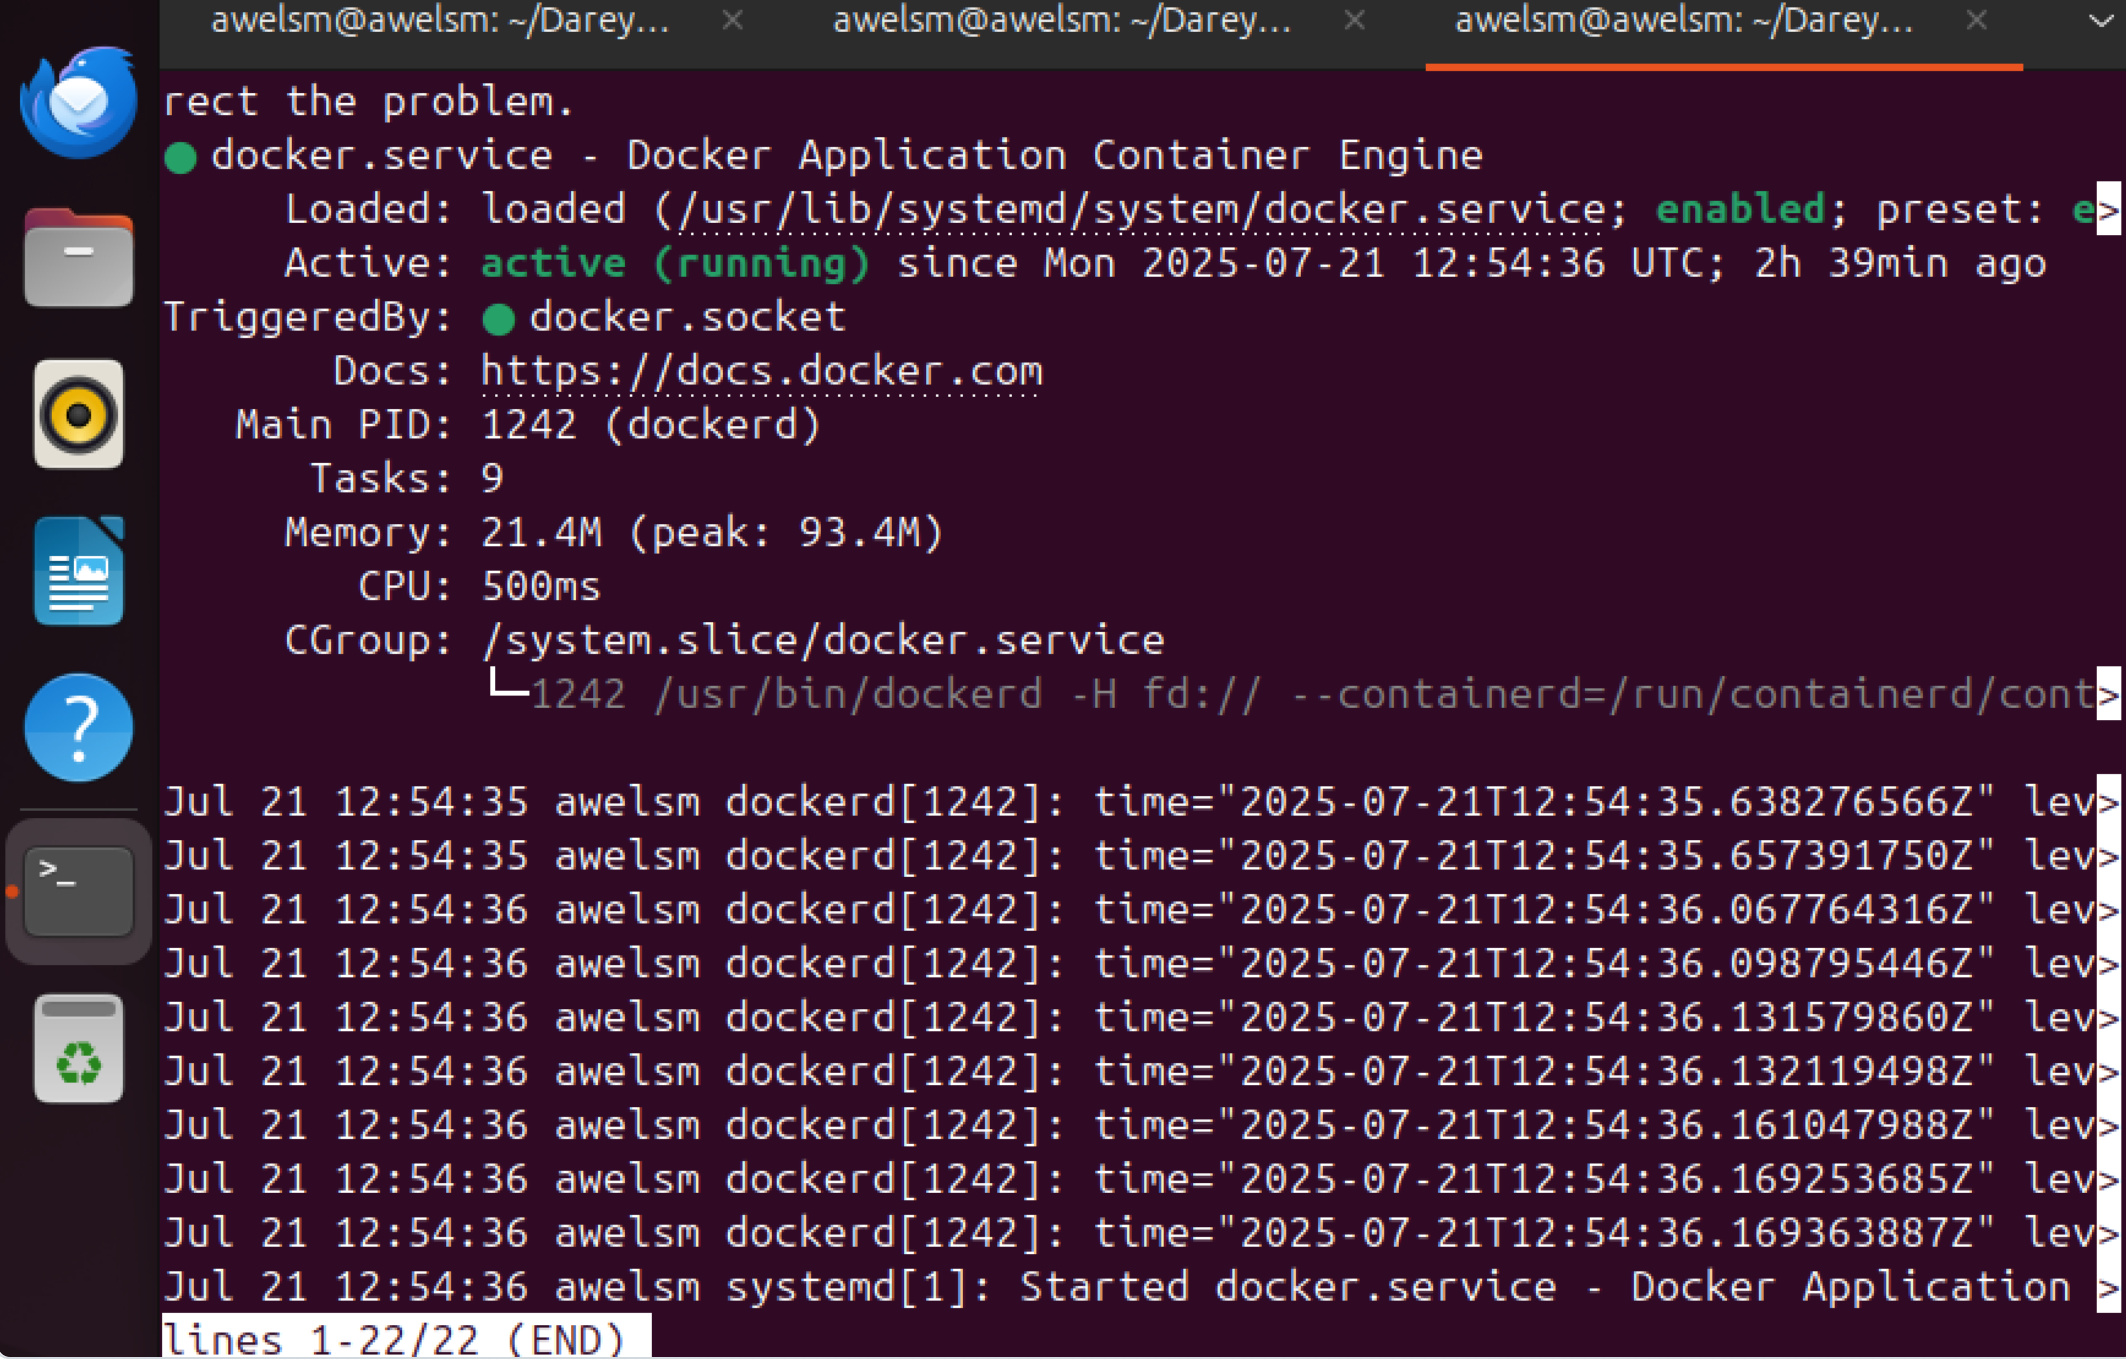 awelsm@awelsm: ~/Darey... × awelsm@awelsm: ~/Darey... × awelsm@awelsm: ~/Darey... ×
rect the problem.
● docker.service - Docker Application Container Engine
Loaded: loaded (/usr/lib/systemd/system/docker.service; enabled; preset: e>
Active: active (running) since Mon 2025-07-21 12:54:36 UTC; 2h 39min ago
TriggeredBy: ● docker.socket
Docs: https://docs.docker.com
Main PID: 1242 (dockerd)
Tasks: 9
Memory: 21.4M (peak: 93.4M)
CPU: 500ms
CGroup: /system.slice/docker.service
└─1242 /usr/bin/dockerd -H fd:// --containerd=/run/containerd/cont>
Jul 21 12:54:35 awelsm dockerd[1242]: time="2025-07-21T12:54:35.638276566Z" lev>
Jul 21 12:54:35 awelsm dockerd[1242]: time="2025-07-21T12:54:35.657391750Z" lev>
Jul 21 12:54:36 awelsm dockerd[1242]: time="2025-07-21T12:54:36.067764316Z" lev>
Jul 21 12:54:36 awelsm dockerd[1242]: time="2025-07-21T12:54:36.098795446Z" lev>
Jul 21 12:54:36 awelsm dockerd[1242]: time="2025-07-21T12:54:36.131579860Z" lev>
Jul 21 12:54:36 awelsm dockerd[1242]: time="2025-07-21T12:54:36.132119498Z" lev>
Jul 21 12:54:36 awelsm dockerd[1242]: time="2025-07-21T12:54:36.161047988Z" lev>
Jul 21 12:54:36 awelsm dockerd[1242]: time="2025-07-21T12:54:36.169253685Z" lev>
Jul 21 12:54:36 awelsm dockerd[1242]: time="2025-07-21T12:54:36.169363887Z" lev>
Jul 21 12:54:36 awelsm systemd[1]: Started docker.service - Docker Application >
lines 1-22/22 (END)